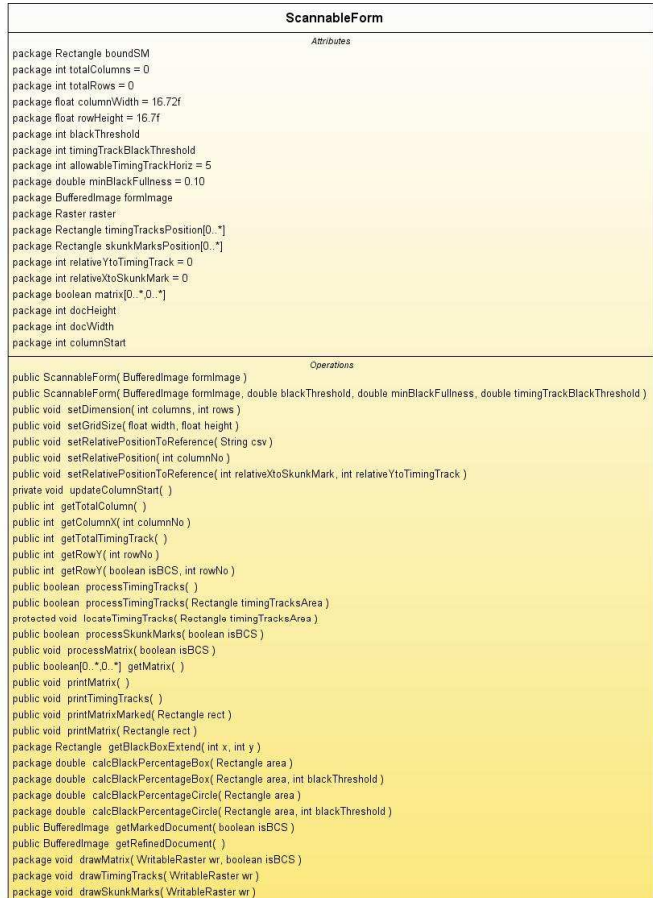 ScannableForm
Attributes
package Rectangle boundSM
package int totalColumns = 0
package int totalRows = 0
package float columnWidth = 16.72f
package float rowHeight = 16.7f
package int blackThreshold
package int timingTrackBlackThreshold
package int allowableTimingTrackHoriz = 5
package double minBlackFullness = 0.10
package BufferedImage formImage
package Raster raster
package Rectangle timingTracksPosition[0..*]
package Rectangle skunkMarksPosition[0..*]
package int relativeYtoTimingTrack = 0
package int relativeXtoSkunkMark = 0
package boolean matrix[0..*,0..*]
package int docHeight
package int docWidth
package int columnStart
Operations
public ScannableForm( BufferedImage formImage )
public ScannableForm( BufferedImage formImage, double blackThreshold, double minBlackFullness, double timingTrackBlackThreshold )
public void setDimension( int columns, int rows )
public void setGridSize( float width, float height )
public void setRelativePositionToReference( String csv )
public void setRelativePosition( int columnNo )
public void setRelativePositionToReference( int relativeXtoSkunkMark, int relativeYtoTimingTrack )
private void updateColumnStart( )
public int getTotalColumn( )
public int getColumnX( int columnNo )
public int getTotalTimingTrack( )
public int getRowY( int rowNo )
public int getRowY( boolean isBCS, int rowNo )
public boolean processTimingTracks( )
public boolean processTimingTracks( Rectangle timingTracksArea )
protected void locateTimingTracks( Rectangle timingTracksArea )
public boolean processSkunkMarks( boolean isBCS )
public void processMatrix( boolean isBCS )
public boolean[0..*,0..*] getMatrix( )
public void printMatrix( )
public void printTimingTracks( )
public void printMatrixMarked( Rectangle rect )
public void printMatrix( Rectangle rect )
package Rectangle getBlackBoxExtend( int x, int y )
package double calcBlackPercentageBox( Rectangle area )
package double calcBlackPercentageBox( Rectangle area, int blackThreshold )
package double calcBlackPercentageCircle( Rectangle area )
package double calcBlackPercentageCircle( Rectangle area, int blackThreshold )
public BufferedImage getMarkedDocument( boolean isBCS )
public BufferedImage getRefinedDocument( )
package void drawMatrix( WritableRaster wr, boolean isBCS )
package void drawTimingTracks( WritableRaster wr )
package void drawSkunkMarks( WritableRaster wr )